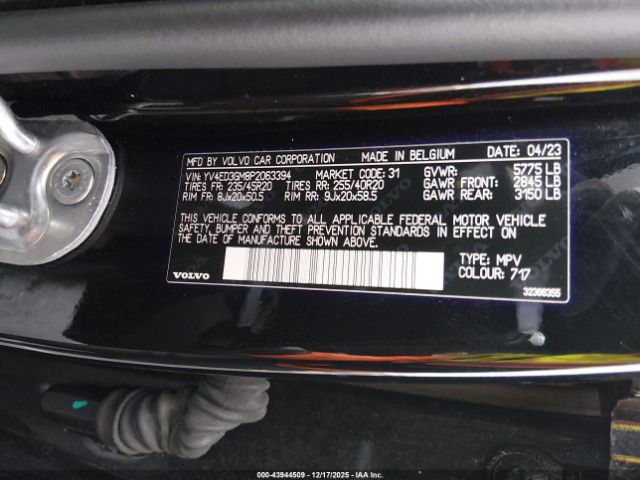 MFD BY VOLVO CAR CORPORATION MADE IN BELGIUM DATE: 04/23
VIN: YV4ED3GM8P2063394 MARKET CODE: 31 GVWR: 5775 LB
TIRES FR: 235/45R20 TIRES RR: 255/40R20 GAWR FRONT: 2845 LB
RIM FR: 8Jx20x50.5 RIM RR: 9Jx20x58.5 GAWR REAR: 3150 LB
THIS VEHICLE CONFORMS TO ALL APPLICABLE FEDERAL MOTOR VEHICLE
SAFETY, BUMPER AND THEFT PREVENTION STANDARDS IN EFFECT ON
THE DATE OF MANUFACTURE SHOWN ABOVE.
TYPE: MPV
COLOUR: 717
VOLVO
32366355
000-43944509 - 12/17/2025 - IAAI.COM